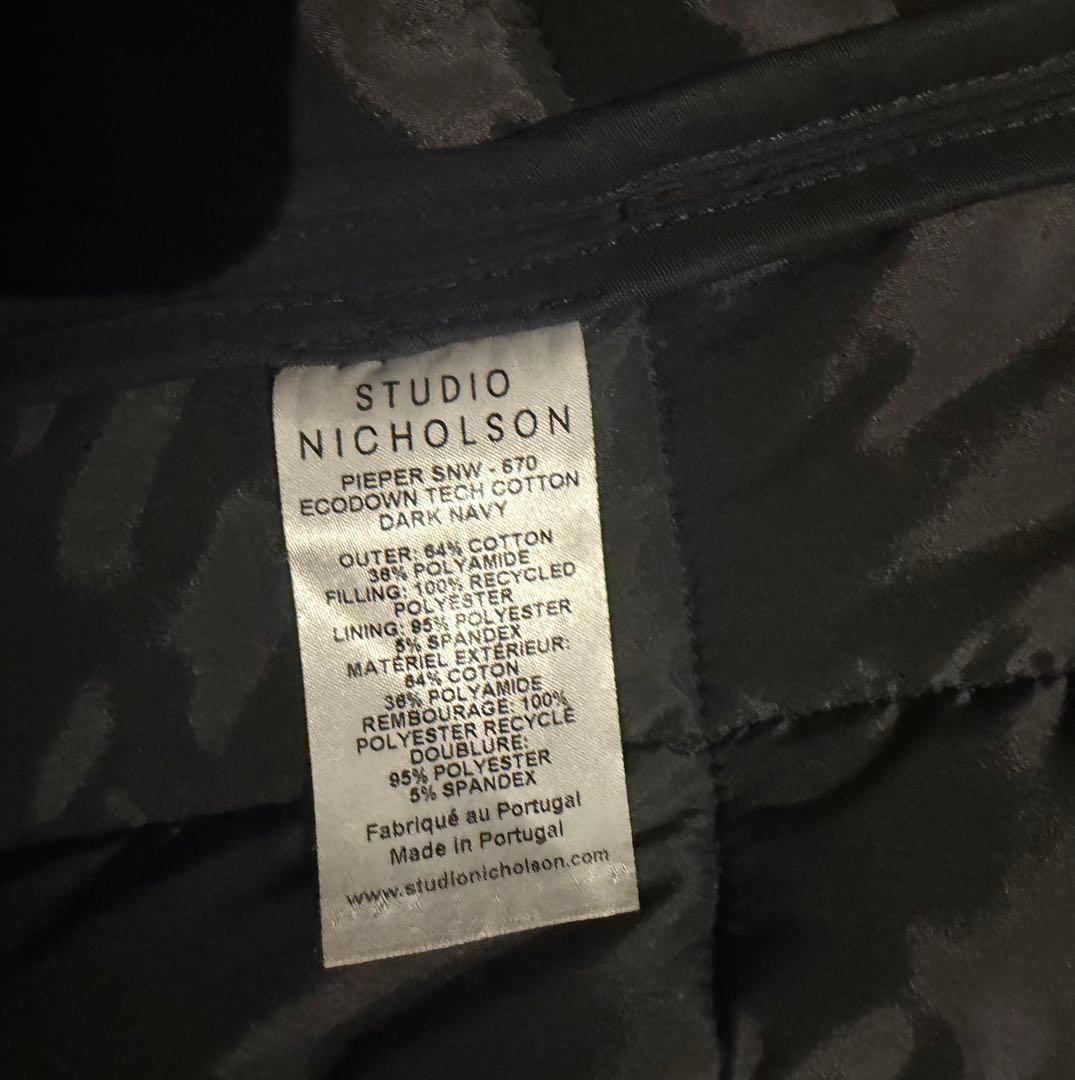 STUDIO
NICHOLSON
PIEPER SNW - 670
ECODOWN TECH COTTON
DARK NAVY
OUTER: 64% COTTON
36% POLYAMIDE
FILLING: 100% RECYCLED
POLYESTER
LINING: 95% POLYESTER
5% SPANDEX
MATÉRIEL EXTÉRIEUR:
64% COTON
36% POLYAMIDE
REMBOURAGE: 100%
POLYESTER RECYCLÉ
DOUBLURE:
95% POLYESTER
5% SPANDEX
Fabriqué au Portugal
Made in Portugal
www.studionicholson.com